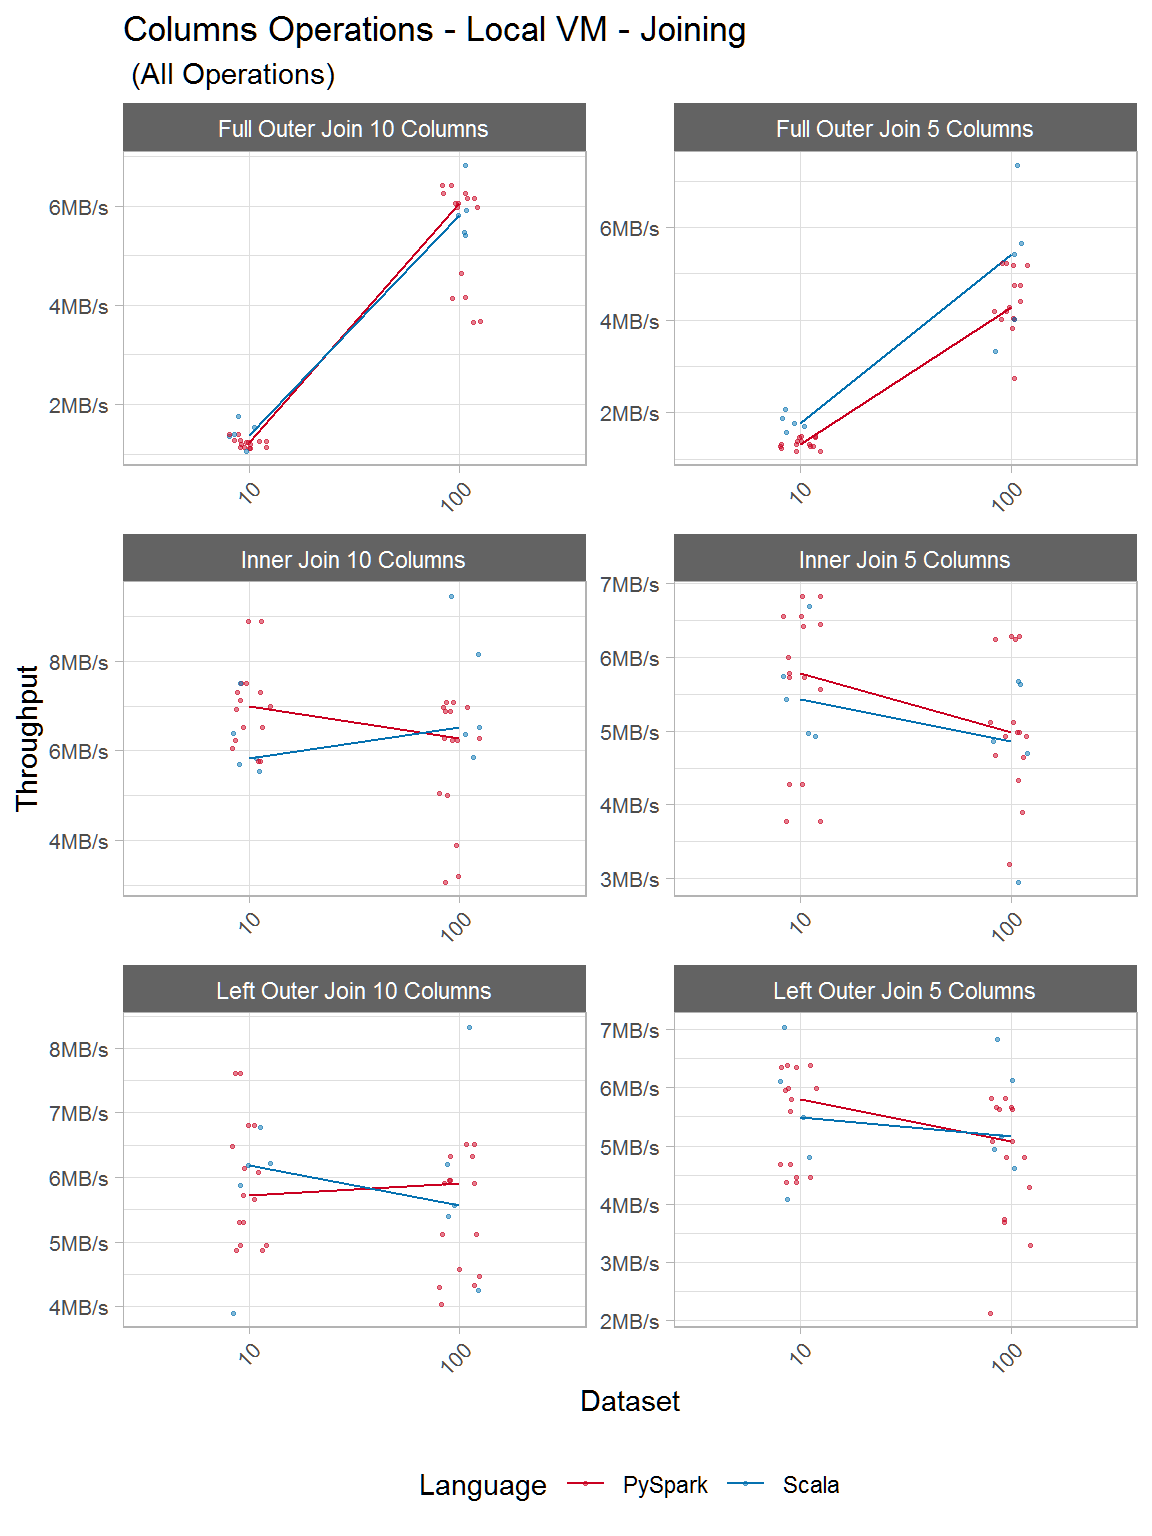 Columns Operations - Local VM - Joining
(All Operations)
Full Outer Join 10 Columns
Full Outer Join 5 Columns
6MB/s
4MB/s
2MB/s
10
100
6MB/s
4MB/s
2MB/s
10
100
Inner Join 10 Columns
Inner Join 5 Columns
Throughput
8MB/s
6MB/s
4MB/s
10
100
7MB/s
6MB/s
5MB/s
4MB/s
3MB/s
10
100
Left Outer Join 10 Columns
Left Outer Join 5 Columns
8MB/s
7MB/s
6MB/s
5MB/s
4MB/s
10
100
7MB/s
6MB/s
5MB/s
4MB/s
3MB/s
2MB/s
10
100
Dataset
Language PySpark Scala